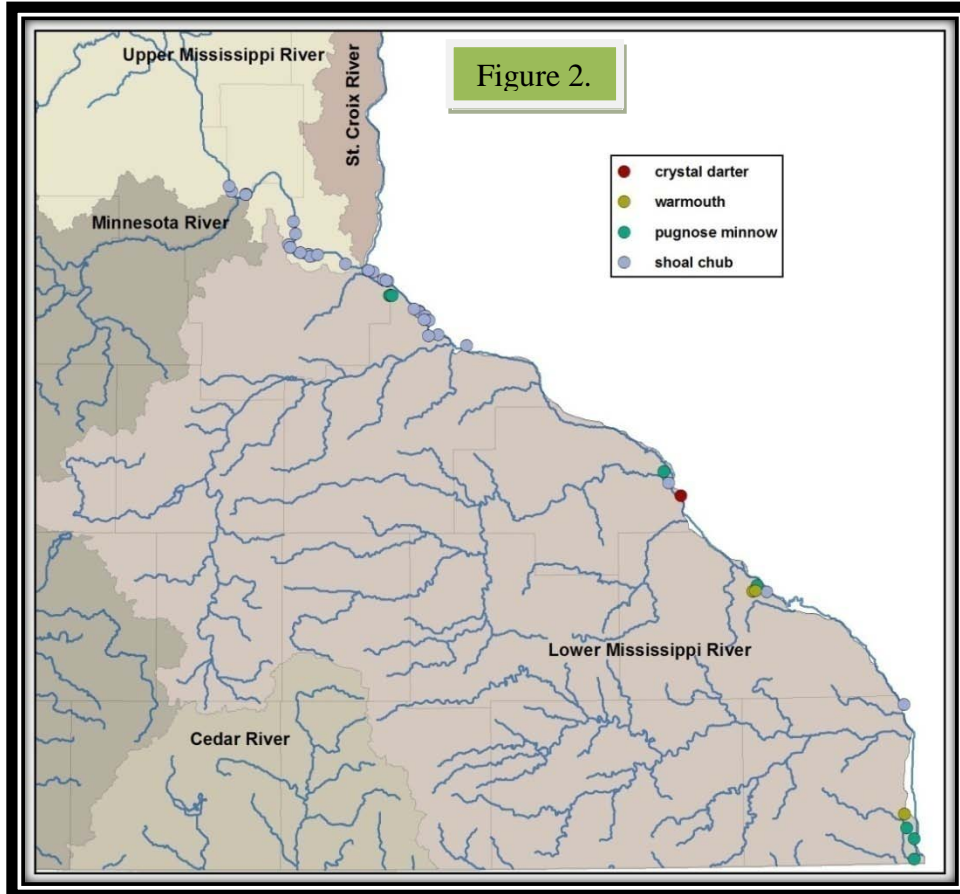 Figure 2.
Upper Mississippi River
St. Croix River
crystal darter
warmouth
pugnose minnow
shoal chub
Minnesota River
Lower Mississippi River
Cedar River